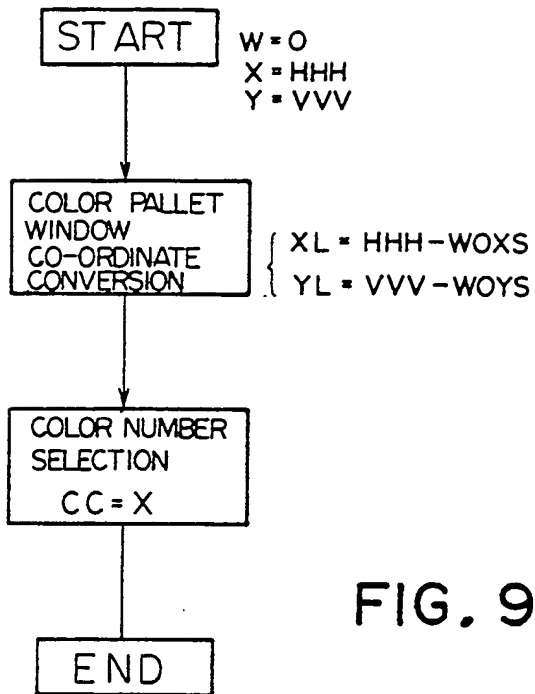 START
W = 0
X = HHH
Y = VVV
COLOR PALLET
WINDOW
CO-ORDINATE
CONVERSION
XL = HHH-WOXS
YL = VVV-WOYS
COLOR NUMBER
SELECTION
CC = X
END
FIG. 9